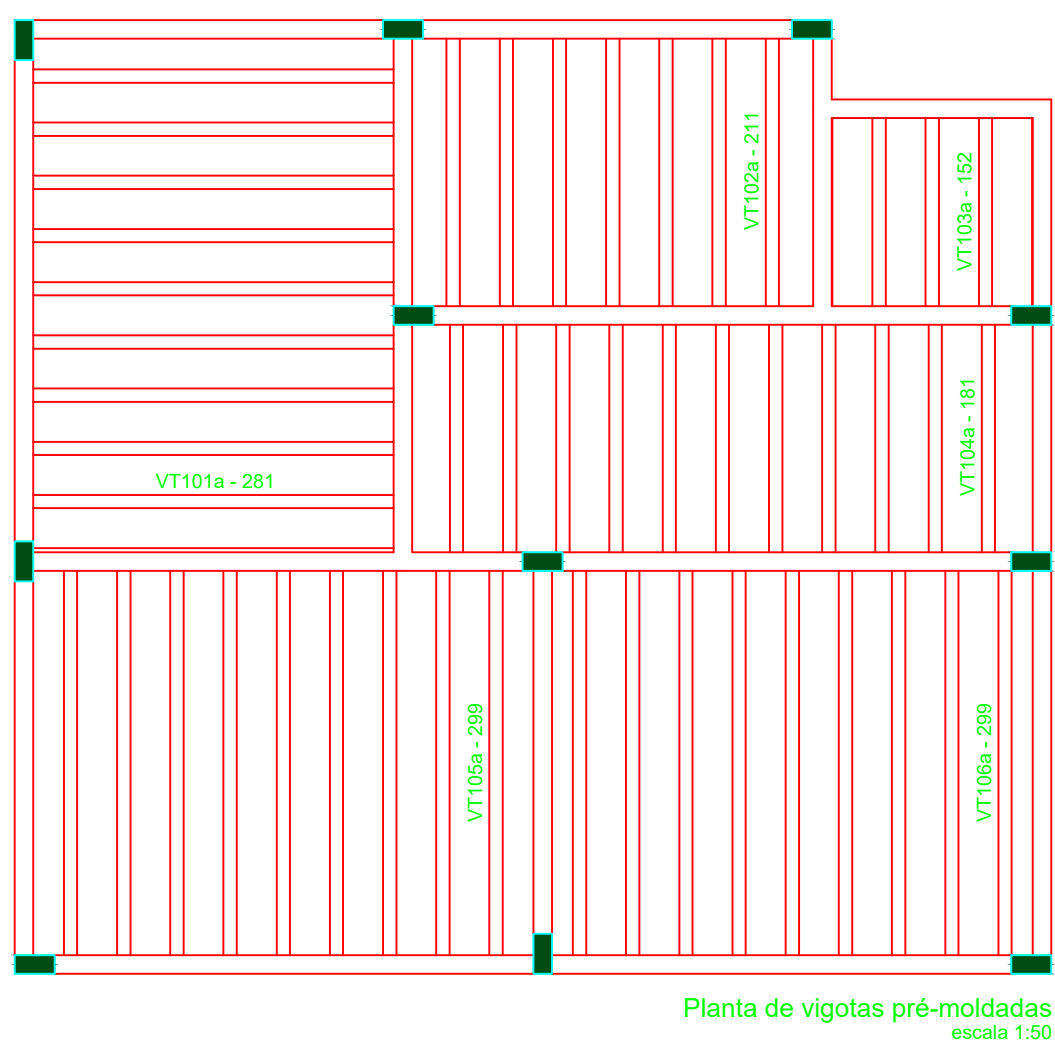 VT102a - 211
VT103a - 152
VT104a - 181
VT101a - 281
VT105a - 299
VT106a - 299
Planta de vigotas pré-moldadas
escala 1:50